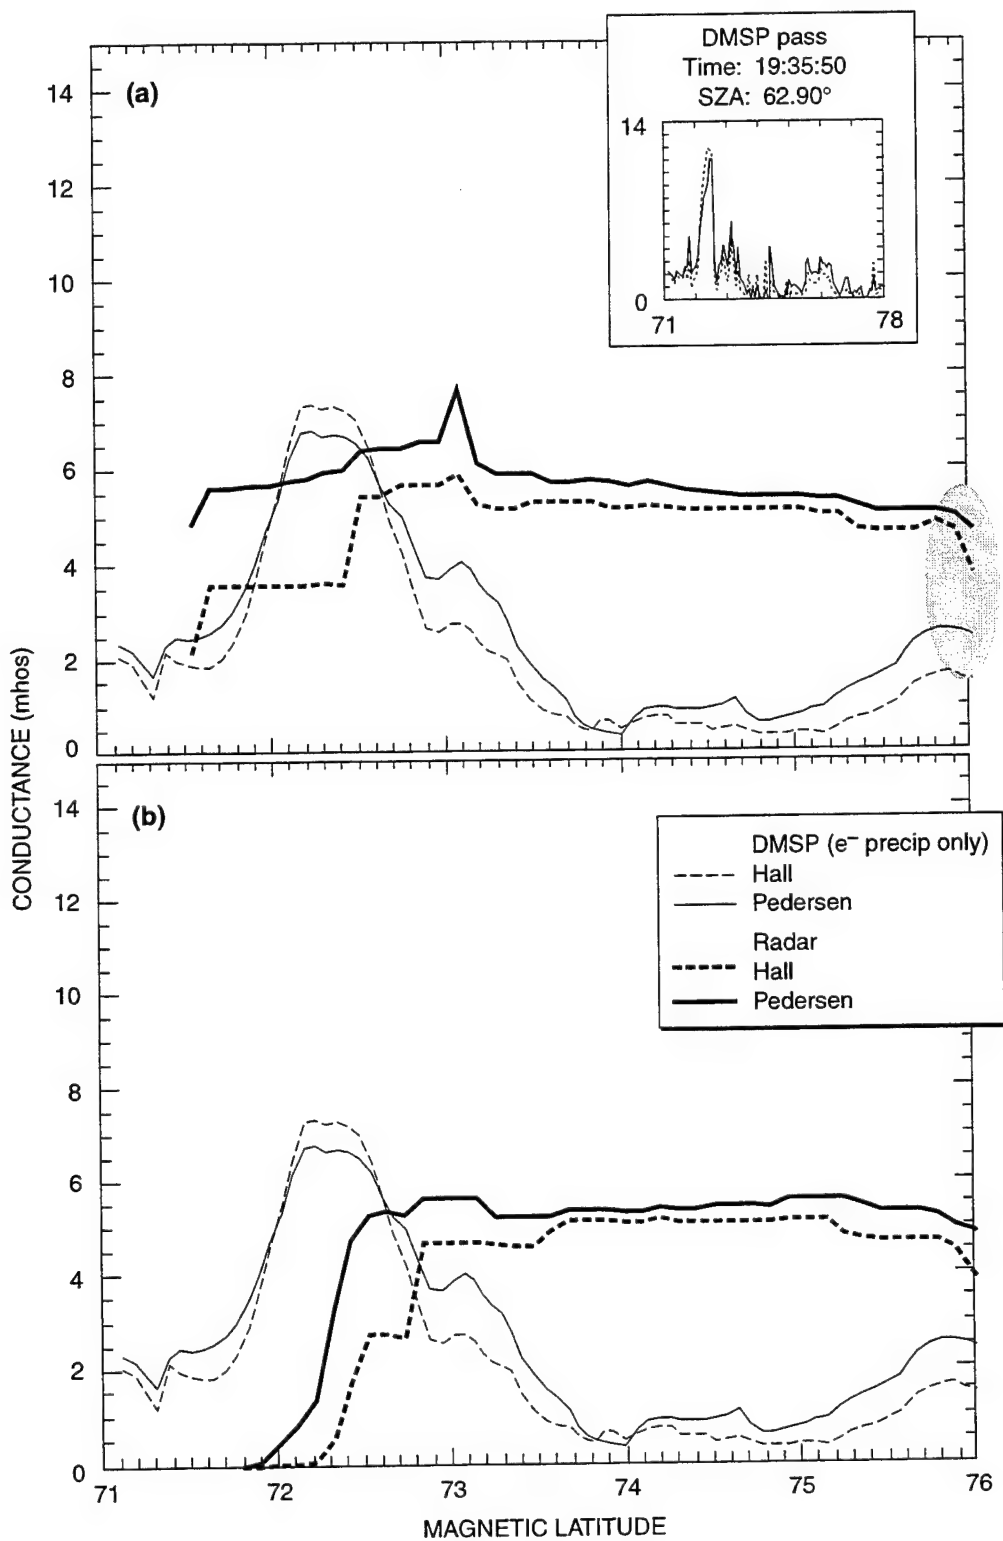 DMSP pass
Time: 19:35:50
SZA: 62.90°
14
0
71 78
(a)
14
12
10
8
6
4
2
0
CONDUCTANCE (mhos)
(b)
14
12
10
8
6
4
2
0
DMSP (e– precip only)
Hall
Pedersen
Radar
Hall
Pedersen
71 72 73 74 75 76
MAGNETIC LATITUDE